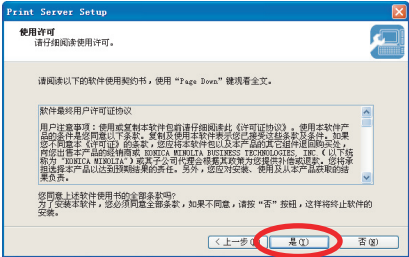 Print Server Setup
使用许可
请仔细阅读使用许可。
请阅读以下的软件使用契约书，使用“Page Down”键观看全文。
软件最终用户许可证协议
用户注意事项：使用或复制本软件包前请仔细阅读此《许可证协议》。使用本软件产
品的条件是您同意以下条款。复制及使用本软件表示您已接受这些条款及条件。如果
您不同意本《许可证》的条款，您应将本软件包以及本产品的其它组件退回购买处，
向您出售本产品的经销商或 KONICA MINOLTA BUSINESS TECHNOLOGIES, INC.（以下统
称为“KONICA MINOLTA”）或其子公司代理会根据其政策为您提供补偿或退款。您将承
担选择本产品以达到预期结果的责任。另外，您应对安装、使用及从本产品获取的结
果负责。
您同意上述软件使用书的全部条款吗？
为了安装本软件，您必须同意全部条款，如果不同意，请按“否”按钮，这样将终止软件的
安装。
<上一步 是(Y) 否(N)